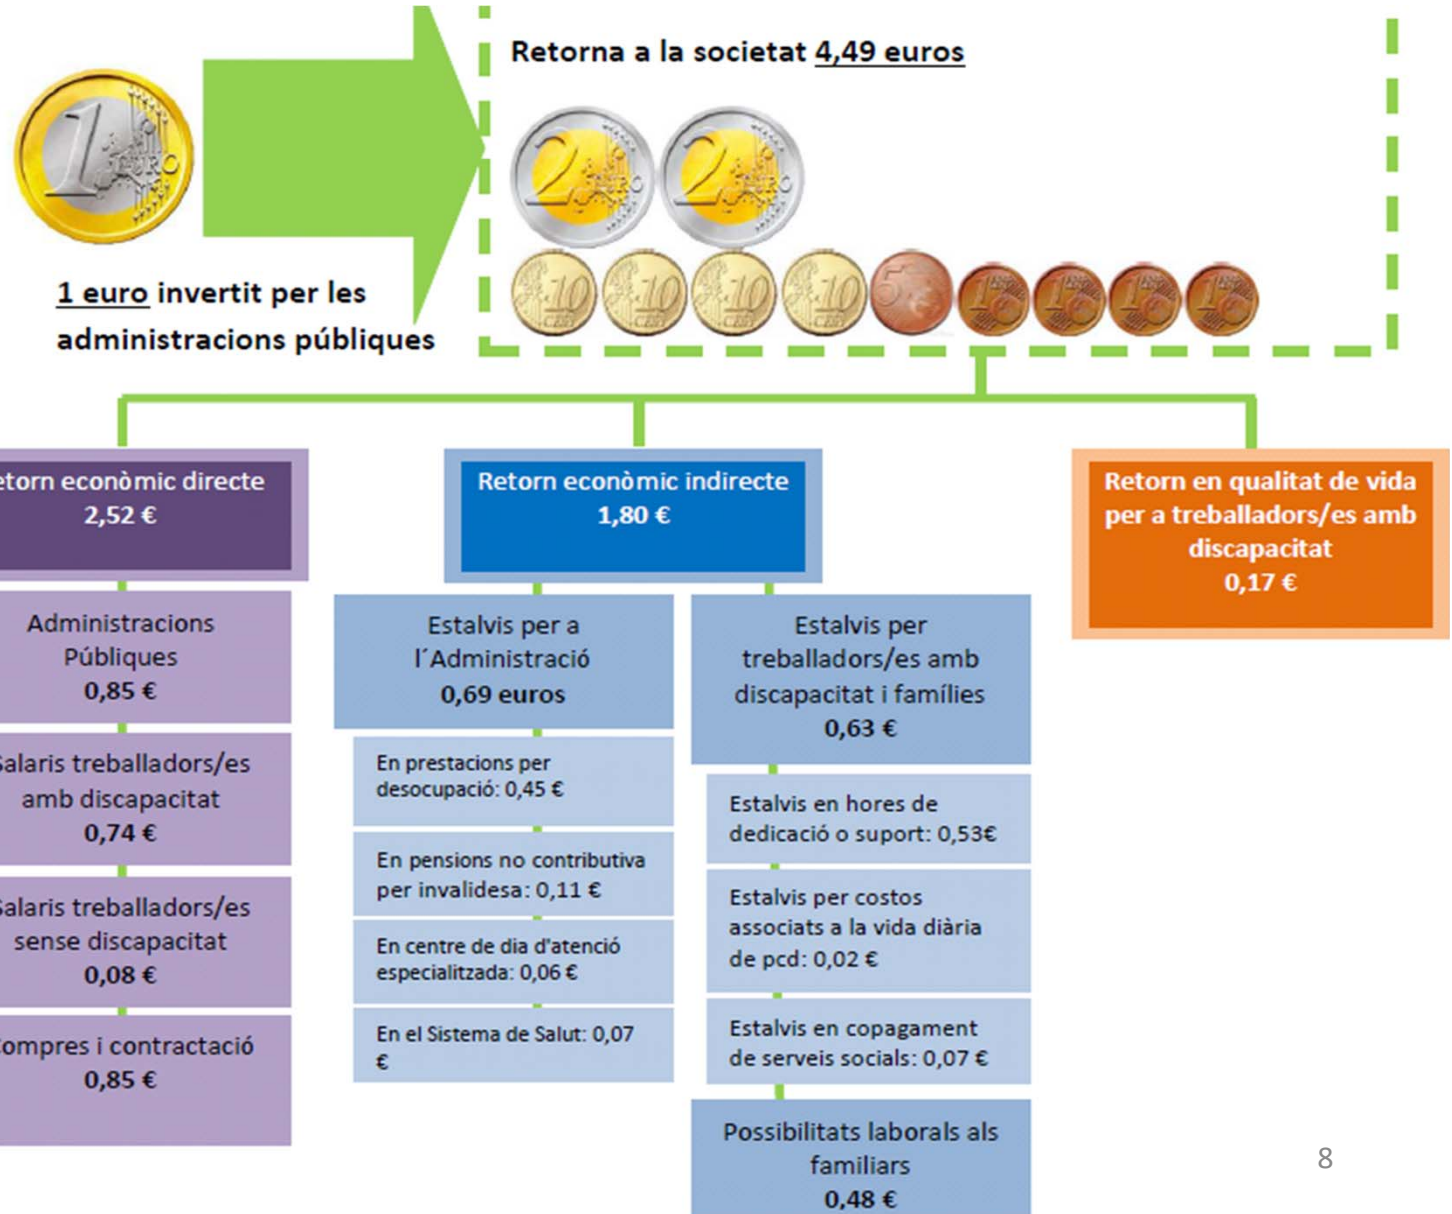 Retorna a la societat 4,49 euros
1 euro invertit per les
administracions públiques
etorn econòmic directe
2,52 €
Administracions
Públiques
0,85 €
Salaris treballadors/es
amb discapacitat
0,74 €
Salaris treballadors/es
sense discapacitat
0,08 €
Compres i contractació
0,85 €
Retorn econòmic indirecte
1,80 €
Estalvis per a
l´Administració
0,69 euros
En prestacions per
desocupació: 0,45 €
En pensions no contributiva
per invalidesa: 0,11 €
En centre de dia d'atenció
especialitzada: 0,06 €
En el Sistema de Salut: 0,07
€
Estalvis per
treballadors/es amb
discapacitat i famílies
0,63 €
Estalvis en hores de
dedicació o suport: 0,53€
Estalvis per costos
associats a la vida diària
de pcd: 0,02 €
Estalvis en copagament
de serveis socials: 0,07 €
Possibilitats laborals als
familiars
0,48 €
Retorn en qualitat de vida
per a treballadors/es amb
discapacitat
0,17 €
8